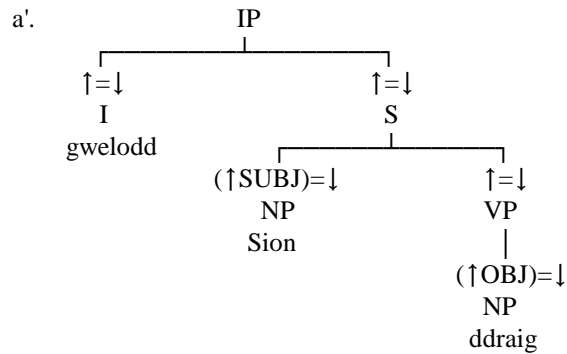 a'. IP
↑=↓ ↑=↓
I S
gwelodd
(↑SUBJ)=↓ ↑=↓
NP VP
Sion
(↑OBJ)=↓
NP
ddraig